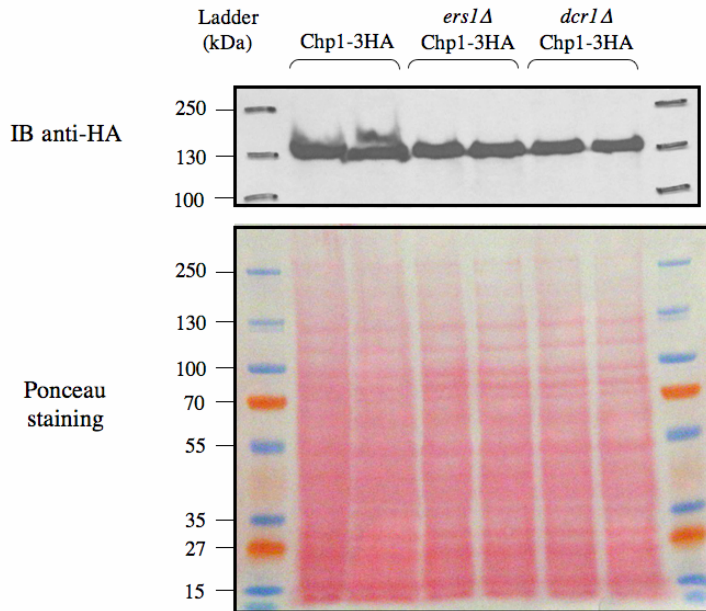 Ladder
(kDa)
Chp1-3HA
ers1Δ
Chp1-3HA
dcr1Δ
Chp1-3HA
IB anti-HA
250
130
100
Ponceau
staining
250
130
100
70
55
35
27
15